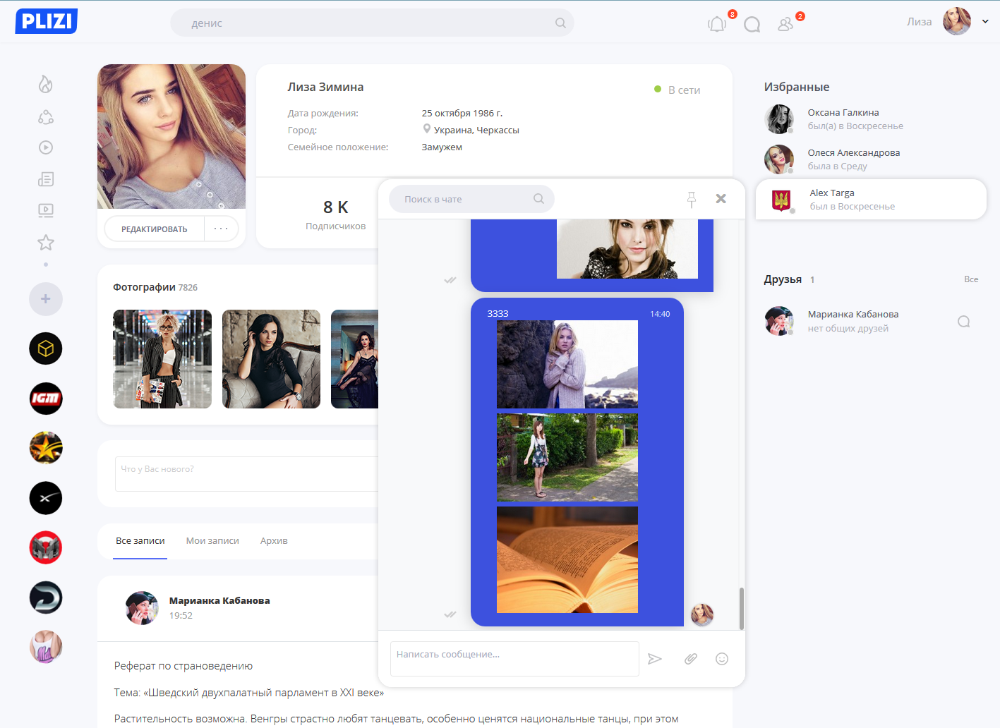 PLIZI
денис
8
2
Лиза
Лиза Зимина
В сети
Дата рождения: 25 октября 1986 г.
Город: Украина, Черкассы
Семейное положение: Замужем
8 K
Подписчиков
РЕДАКТИРОВАТЬ
Фотографии 7826
Что у Вас нового?
Все записи Мои записи Архив
Марианка Кабанова
19:52
Реферат по страноведению
Тема: «Шведский двухпалатный парламент в XXI веке»
Растительность возможна. Венгры страстно любят танцевать, особенно ценятся национальные танцы, при этом
Поиск в чате
3333 14:40
Написать сообщение...
Избранные
Оксана Галкина
был(а) в Воскресенье
Олеся Александрова
была в Среду
Alex Targa
был в Воскресенье
Друзья 1 Все
Марианка Кабанова
нет общих друзей
IGM